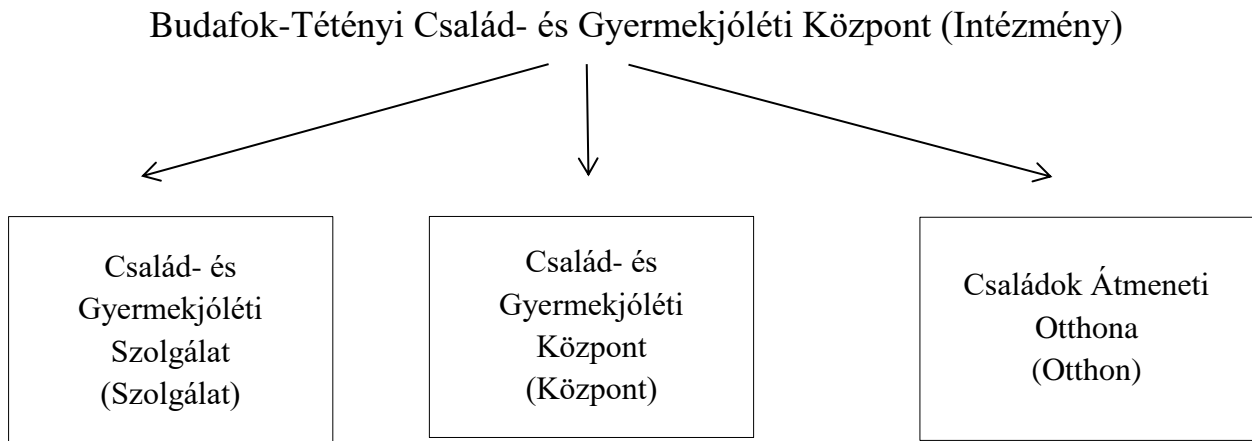 Budafok-Tétényi Család- és Gyermekjóléti Központ (Intézmény)
Család- és
Gyermekjóléti
Szolgálat
(Szolgálat)
Család- és
Gyermekjóléti
Központ
(Központ)
Családok Átmeneti
Otthona
(Otthon)